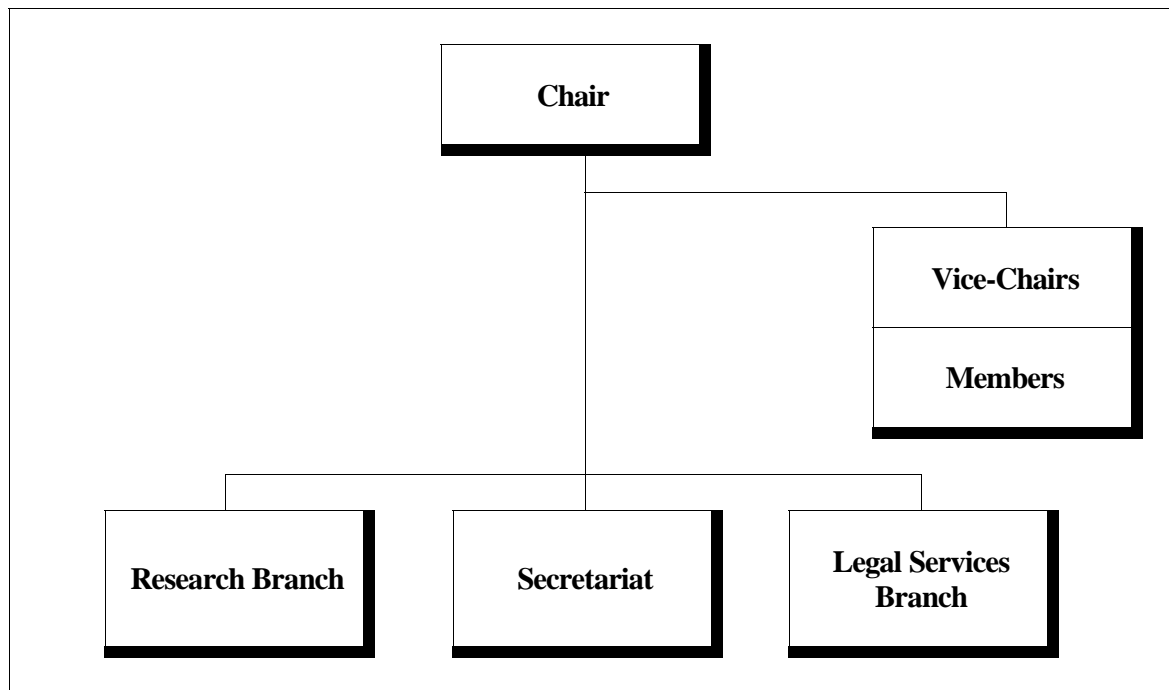 Chair
Vice-Chairs
Members
Research Branch
Secretariat
Legal Services
Branch